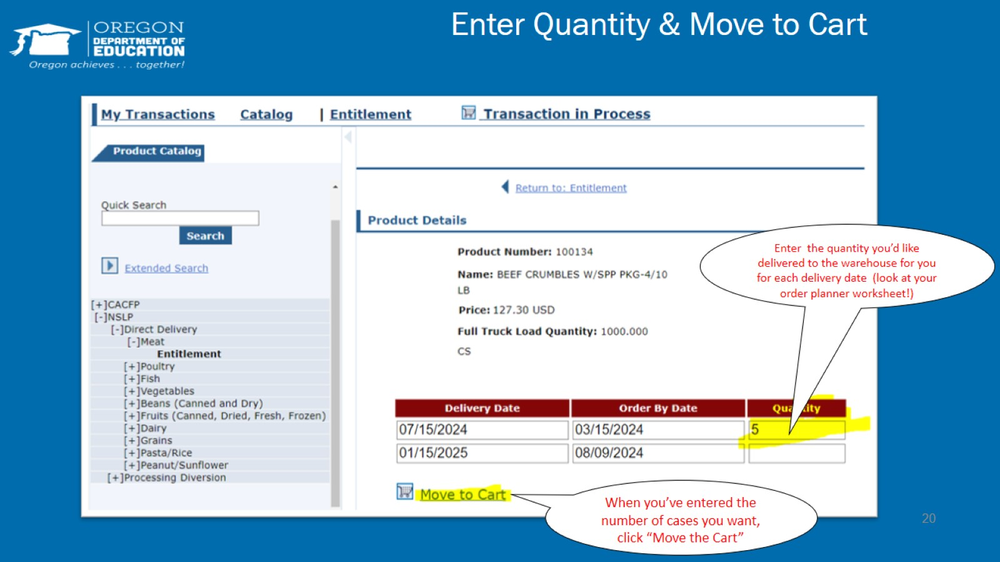 Enter Quantity & Move to Cart
OREGON
DEPARTMENT OF
EDUCATION
Oregon achieves . . . together!
My Transactions Catalog | Entitlement Transaction in Process
Product Catalog
Quick Search
Search
Extended Search
[+]CACFP
[-]NSLP
[-]Direct Delivery
[-]Meat
Entitlement
[+]Poultry
[+]Fish
[+]Vegetables
[+]Beans (Canned and Dry)
[+]Fruits (Canned, Dried, Fresh, Frozen)
[+]Dairy
[+]Grains
[+]Pasta/Rice
[+]Peanut/Sunflower
[+]Processing Diversion
Return to: Entitlement
Product Details
Product Number: 100134
Name: BEEF CRUMBLES W/SPP PKG-4/10
LB
Price: 127.30 USD
Full Truck Load Quantity: 1000.000
CS
Enter the quantity you'd like
delivered to the warehouse for you
for each delivery date (look at your
order planner worksheet!)
Delivery Date Order By Date Quantity
07/15/2024 03/15/2024 5
01/15/2025 08/09/2024
Move to Cart
When you've entered the
number of cases you want,
click “Move the Cart”
20